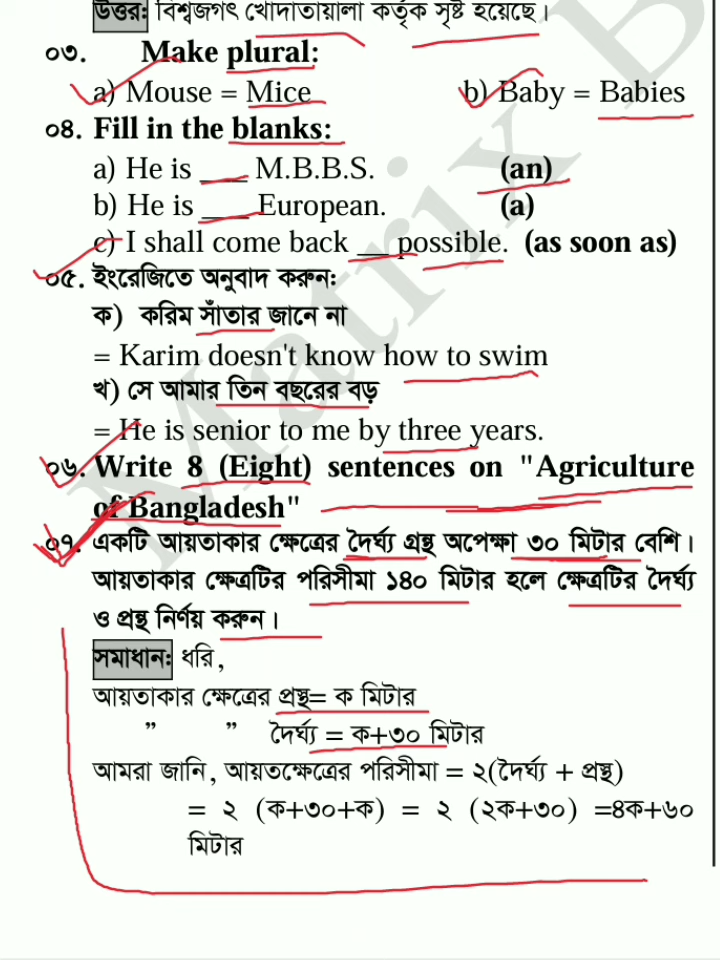 উত্তর: বিশ্বজগৎ খোদাতায়ালা কর্তৃক সৃষ্ট হয়েছে।
০৩. Make plural:
a) Mouse = Mice b) Baby = Babies
০৪. Fill in the blanks:
a) He is ___ M.B.B.S. (an)
b) He is ___ European. (a)
c) I shall come back __ possible. (as soon as)
০৫. ইংরেজিতে অনুবাদ করুন:
ক) করিম সাঁতার জানে না
= Karim doesn't know how to swim
খ) সে আমার তিন বছরের বড়
= He is senior to me by three years.
০৬. Write 8 (Eight) sentences on "Agriculture
of Bangladesh"
০৭. একটি আয়তাকার ক্ষেত্রের দৈর্ঘ্য প্রস্থ অপেক্ষা ৩০ মিটার বেশি।
আয়তাকার ক্ষেত্রটির পরিসীমা ১৪০ মিটার হলে ক্ষেত্রটির দৈর্ঘ্য
ও প্রস্থ নির্ণয় করুন।
সমাধান: ধরি,
আয়তাকার ক্ষেত্রের প্রস্থ= ক মিটার
” ” দৈর্ঘ্য = ক+৩০ মিটার
আমরা জানি, আয়তক্ষেত্রের পরিসীমা = ২(দৈর্ঘ্য + প্রস্থ)
= ২ (ক+৩০+ক) = ২ (২ক+৩০) =৪ক+৬০
মিটার
Matrix B